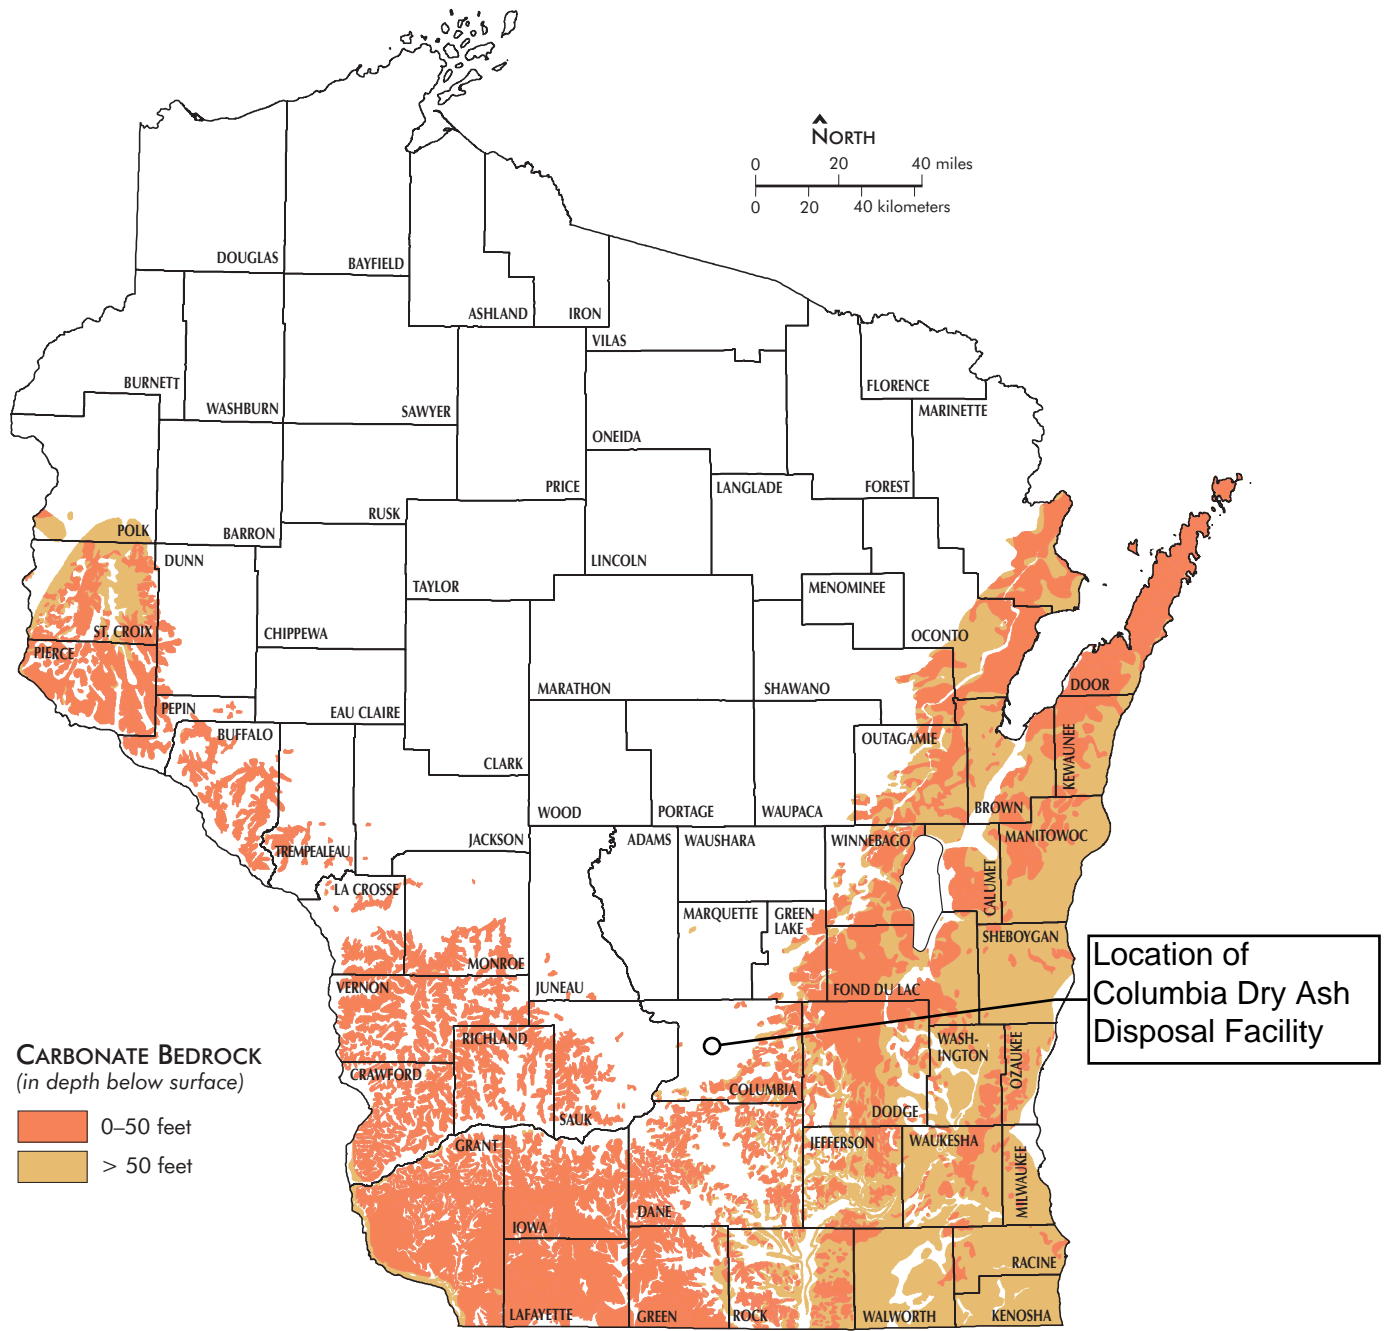 NORTH
0 20 40 miles
0 20 40 kilometers
DOUGLAS
BAYFIELD
ASHLAND
IRON
VILAS
BURNETT
WASHBURN
SAWYER
FLORENCE
MARINETTE
ONEIDA
PRICE
LANGLADE
FOREST
RUSK
POLK
BARRON
DUNN
LINCOLN
TAYLOR
MENOMINEE
ST. CROIX
CHIPPEWA
OCONTO
PIERCE
MARATHON
SHAWANO
DOOR
PEPIN
EAU CLAIRE
BUFFALO
OUTAGAMIE
KEWAUNEE
CLARK
WOOD
PORTAGE
WAUPACA
BROWN
JACKSON
ADAMS
WAUSHARA
WINNEBAGO
MANITOWOC
TREMPEALEAU
LA CROSSE
CALUMET
MARQUETTE
GREEN
LAKE
SHEBOYGAN
MONROE
VERNON
JUNEAU
FOND DU LAC
Location of
Columbia Dry Ash
Disposal Facility
RICHLAND
WASH-
INGTON
OZAUKEE
CRAWFORD
COLUMBIA
SAUK
DODGE
GRANT
JEFFERSON
WAUKESHA
MILWAUKEE
IOWA
DANE
RACINE
LAFAYETTE
GREEN
ROCK
WALWORTH
KENOSHA
CARBONATE BEDROCK
(in depth below surface)
0–50 feet
> 50 feet